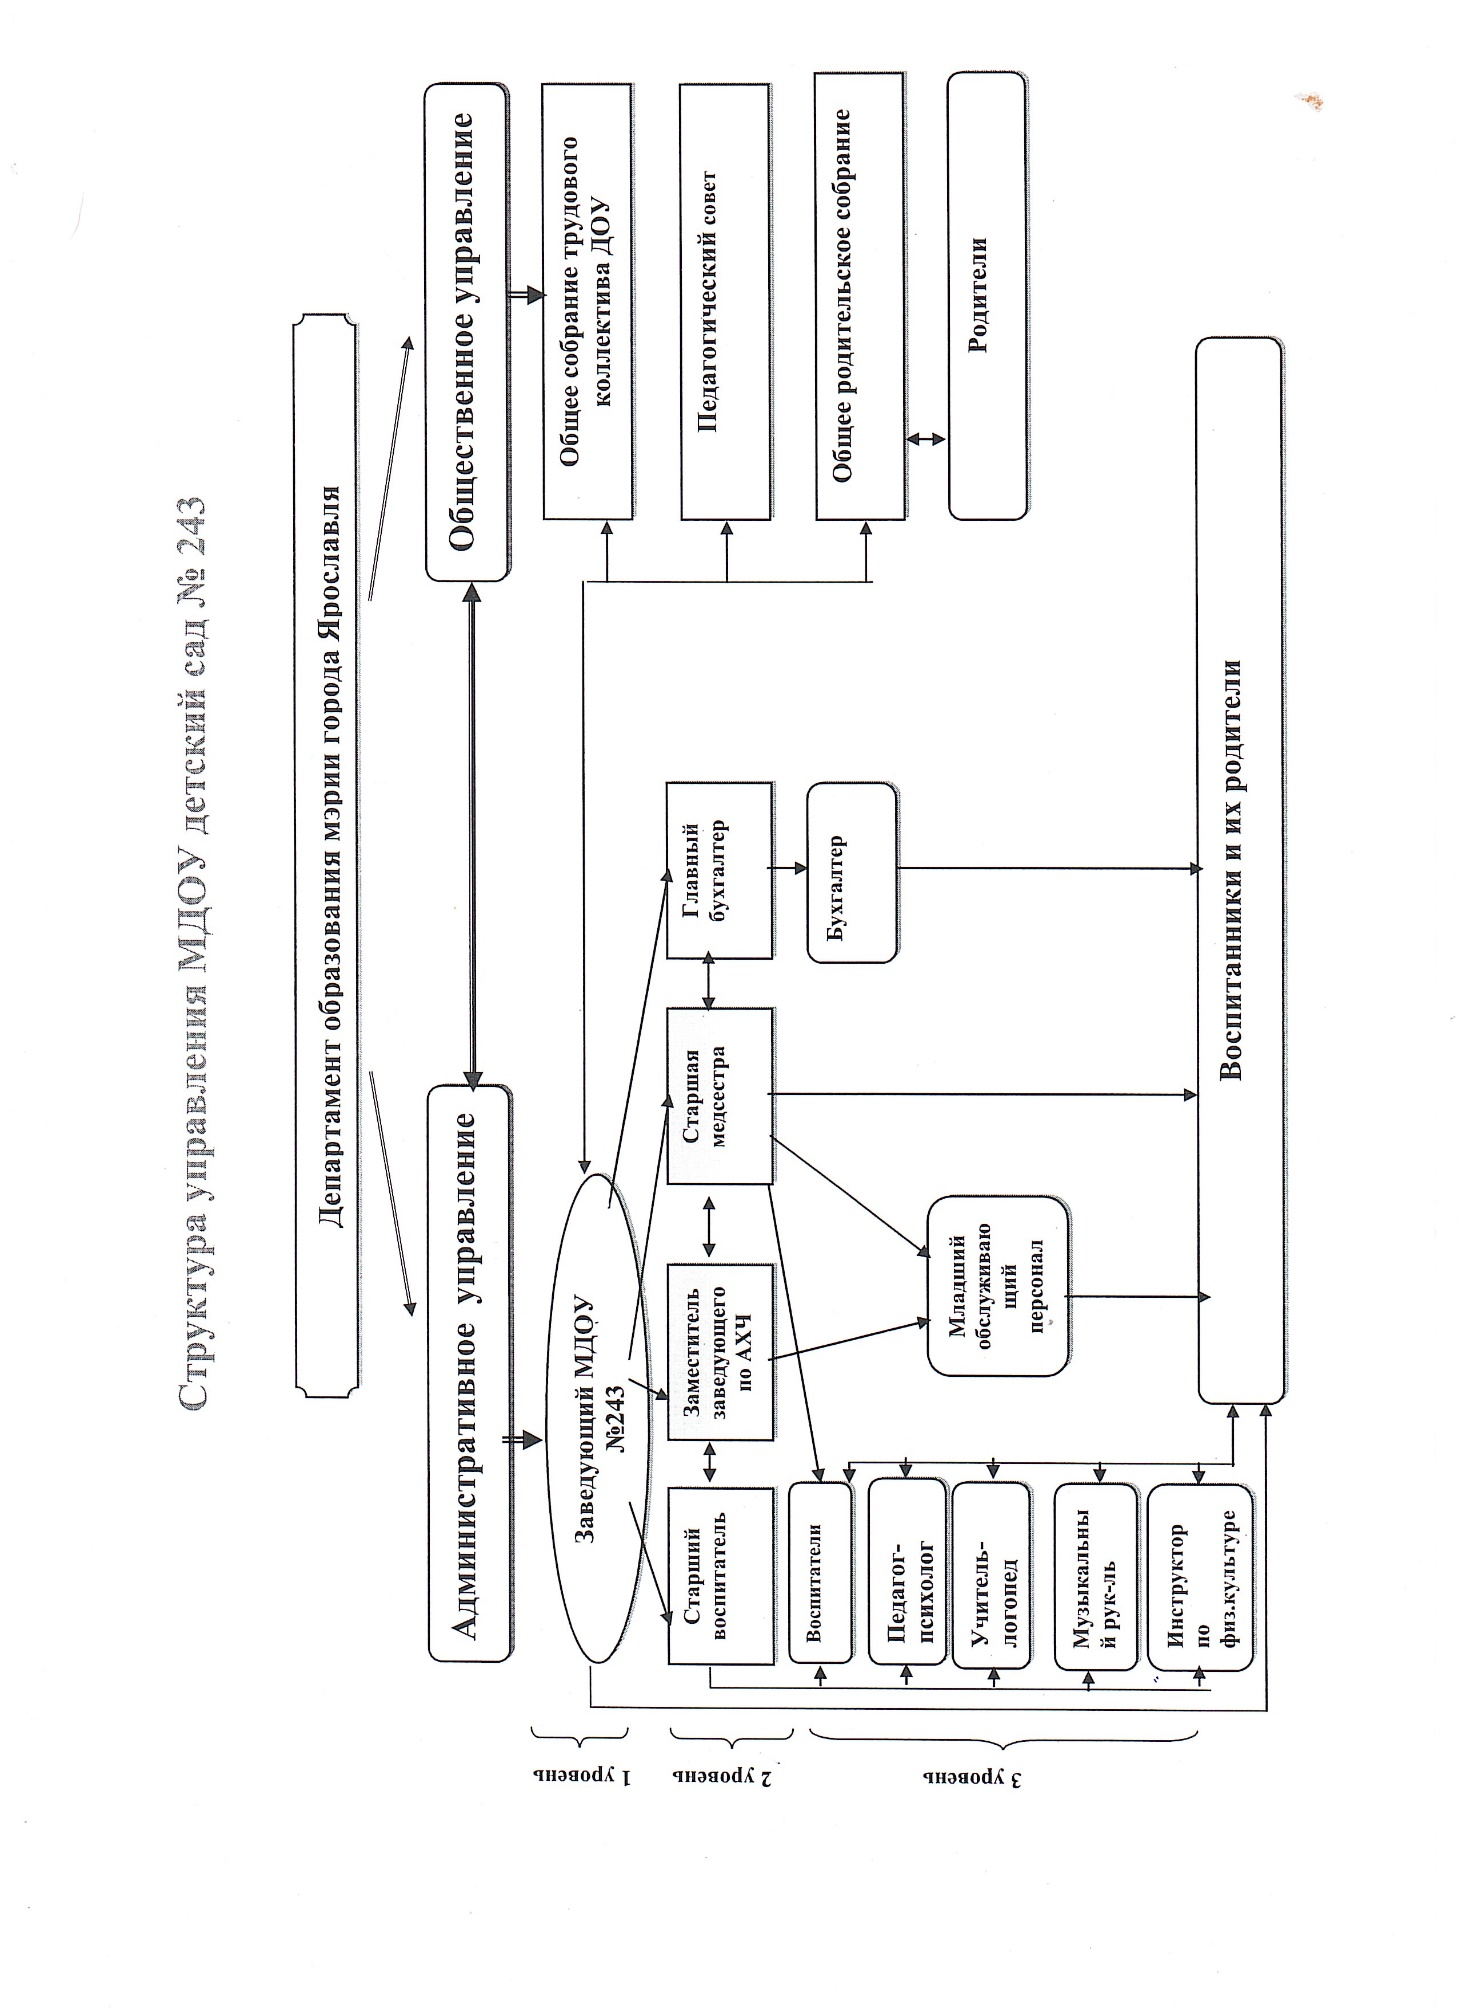 Структура управления МДОУ детский сад № 243
Департамент образования мэрии города Ярославля
Административное управление
Общественное управление
1 уровень
Заведующий МДОУ
№243
Общее собрание трудового
коллектива ДОУ
2 уровень
Старший
воспитатель
Заместитель
заведующего
по АХЧ
Старшая
медсестра
Главный
бухгалтер
Педагогический совет
3 уровень
Воспитатели
Бухгалтер
Общее родительское собрание
Педагог-
психолог
Учитель-
логопед
Младший
обслуживаю
щий
персонал
Родители
Музыкальны
й рук-ль
Инструктор
по
физ.культуре
Воспитанники и их родители